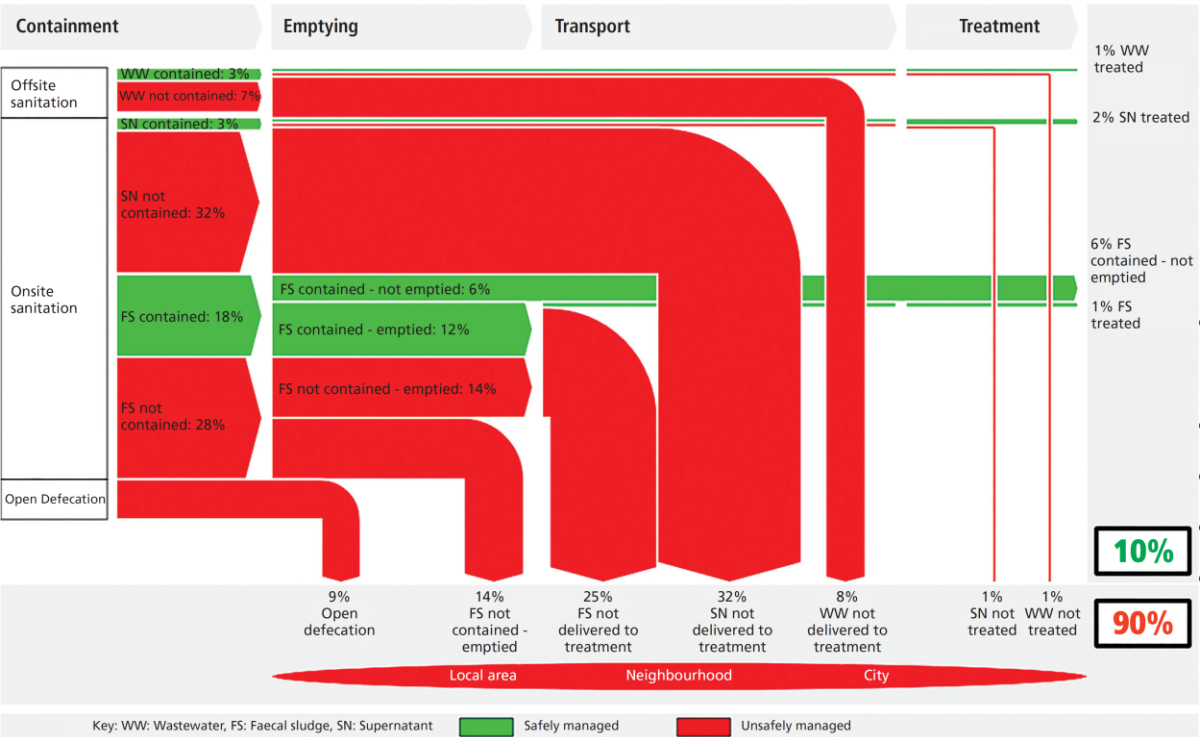 Containment
Emptying
Transport
Treatment
Offsite
sanitation
Onsite
sanitation
Open Defecation
WW contained: 3%
WW not contained: 7%
SN contained: 3%
SN not
contained: 32%
FS contained: 18%
FS not
contained: 28%
FS contained - not emptied: 6%
FS contained - emptied: 12%
FS not contained - emptied: 14%
1% WW
treated
2% SN treated
6% FS
contained - not
emptied
1% FS
treated
10%
90%
9%
Open
defecation
14%
FS not
contained -
emptied
25%
FS not
delivered to
treatment
32%
SN not
delivered to
treatment
8%
WW not
delivered to
treatment
1%
SN not
treated
1%
WW not
treated
Local area
Neighbourhood
City
Key: WW: Wastewater, FS: Faecal sludge, SN: Supernatant
Safely managed
Unsafely managed